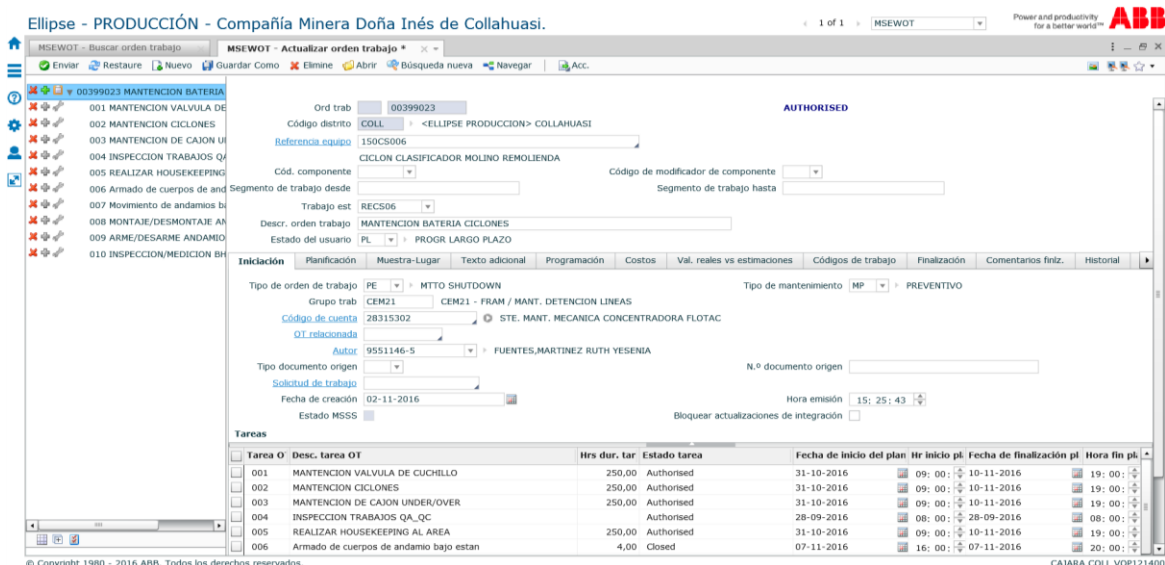 Ellipse - PRODUCCIÓN - Compañía Minera Doña Inés de Collahuasi.
1 of 1
MSEWOT
Power and productivity
for a better world™
ABB
MSEWOT - Buscar orden trabajo
MSEWOT - Actualizar orden trabajo *
Enviar Restaure Nuevo Guardar Como Elimine Abrir Búsqueda nueva Navegar Acc.
00399023 MANTENCION BATERIA
001 MANTENCION VALVULA DE
002 MANTENCION CICLONES
003 MANTENCION DE CAJON U
004 INSPECCION TRABAJOS QA
005 REALIZAR HOUSEKEEPING
006 Armado de cuerpos de and
007 Movimiento de andamios ba
008 MONTAJE/DESMONTAJE AN
009 ARME/DESARME ANDAMIO
010 INSPECCION/MEDICION BH
Ord trab 00399023 AUTHORISED
Código distrito COLL <ELLIPSE PRODUCCION> COLLAHUASI
Referencia equipo 150CS006
CICLON CLASIFICADOR MOLINO REMOLIENDA
Cód. componente Código de modificador de componente
Segmento de trabajo desde Segmento de trabajo hasta
Trabajo est RECS06
Descr. orden trabajo MANTENCION BATERIA CICLONES
Estado del usuario PL PROGR LARGO PLAZO
Iniciación Planificación Muestra-Lugar Texto adicional Programación Costos Val. reales vs estimaciones Códigos de trabajo Finalización Comentarios finlz. Historial
Tipo de orden de trabajo PE MTTO SHUTDOWN Tipo de mantenimiento MP PREVENTIVO
Grupo trab CEM21 CEM21 - FRAM / MANT. DETENCION LINEAS
Código de cuenta 28315302 STE. MANT. MECANICA CONCENTRADORA FLOTAC
OT relacionada
Autor 9551146-5 FUENTES,MARTINEZ RUTH YESENIA
Tipo documento origen N.º documento origen
Solicitud de trabajo
Fecha de creación 02-11-2016 Hora emisión 15: 25: 43
Estado MSSS Bloquear actualizaciones de integración
Tareas
Tarea O Desc. tarea OT Hrs dur. tar Estado tarea Fecha de inicio del plan Hr inicio pl Fecha de finalización pl Hora fin pl
001 MANTENCION VALVULA DE CUCHILLO 250,00 Authorised 31-10-2016 09: 00: 10-11-2016 19: 00:
002 MANTENCION CICLONES 250,00 Authorised 31-10-2016 09: 00: 10-11-2016 19: 00:
003 MANTENCION DE CAJON UNDER/OVER 250,00 Authorised 31-10-2016 09: 00: 10-11-2016 19: 00:
004 INSPECCION TRABAJOS QA_QC Authorised 28-09-2016 08: 00: 28-09-2016 08: 00:
005 REALIZAR HOUSEKEEPING AL AREA 250,00 Authorised 31-10-2016 09: 00: 10-11-2016 19: 00:
006 Armado de cuerpos de andamio bajo estan 4,00 Closed 07-11-2016 16: 00: 07-11-2016 20: 00:
© Copyright 1980 - 2016 ABB. Todos los derechos reservados. CAJARA COLL VOP121400